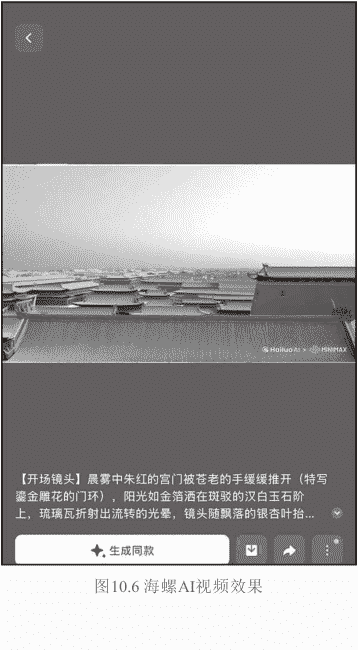 Hailuo AI × MINIMAX
【开场镜头】晨雾中朱红的宫门被苍老的手缓缓推开（特写
鎏金雕花的门环），阳光如金箔洒在斑驳的汉白玉石阶
上，琉璃瓦折射出流转的光晕，镜头随飘落的银杏叶抬...
生成同款
图10.6 海螺AI视频效果